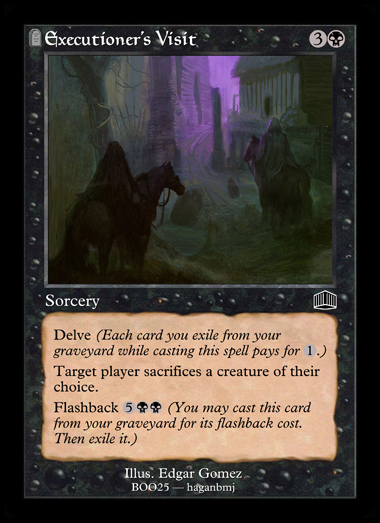 Executioner's Visit 3
Sorcery
Delve (Each card you exile from your
graveyard while casting this spell pays for 1.)
Target player sacrifices a creature of their
choice.
Flashback 5 (You may cast this card
from your graveyard for its flashback cost.
Then exile it.)
Illus. Edgar Gomez
BOO25 — haganbmj